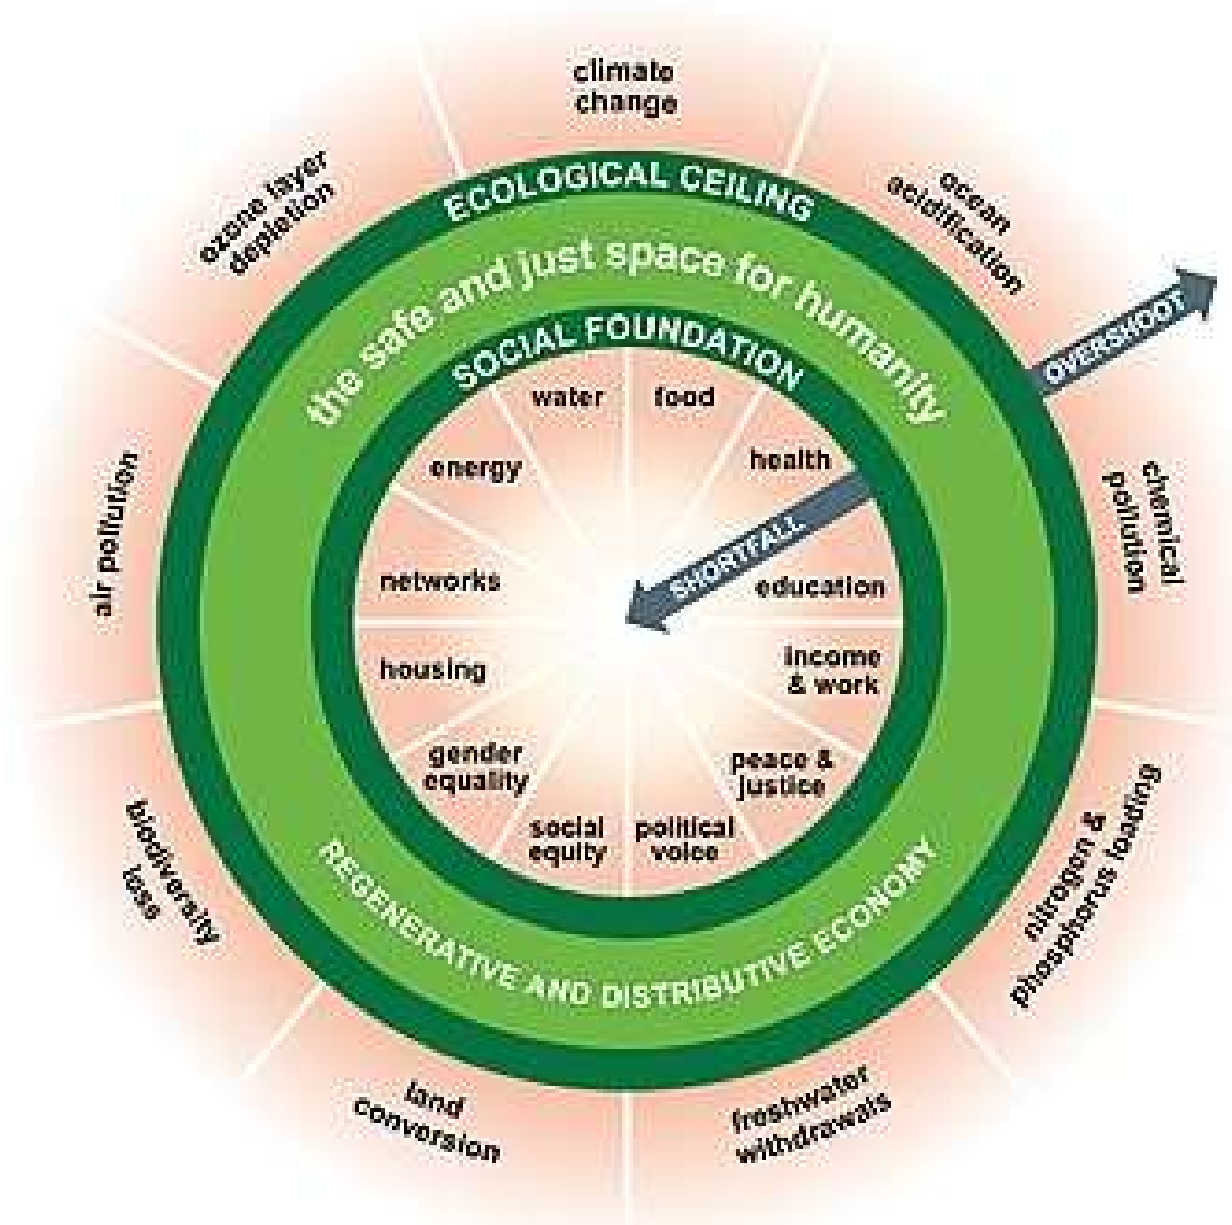 climate
change
ocean
acidification
chemical
pollution
nitrogen &
phosphorus loading
freshwater
withdrawals
land
conversion
biodiversity
loss
air pollution
ozone layer
depletion
ECOLOGICAL CEILING
the safe and just space for humanity
SOCIAL FOUNDATION
OVERSHOOT
SHORTFALL
water
food
health
education
income
& work
peace &
justice
political
voice
social
equity
gender
equality
housing
networks
energy
REGENERATIVE AND DISTRIBUTIVE ECONOMY